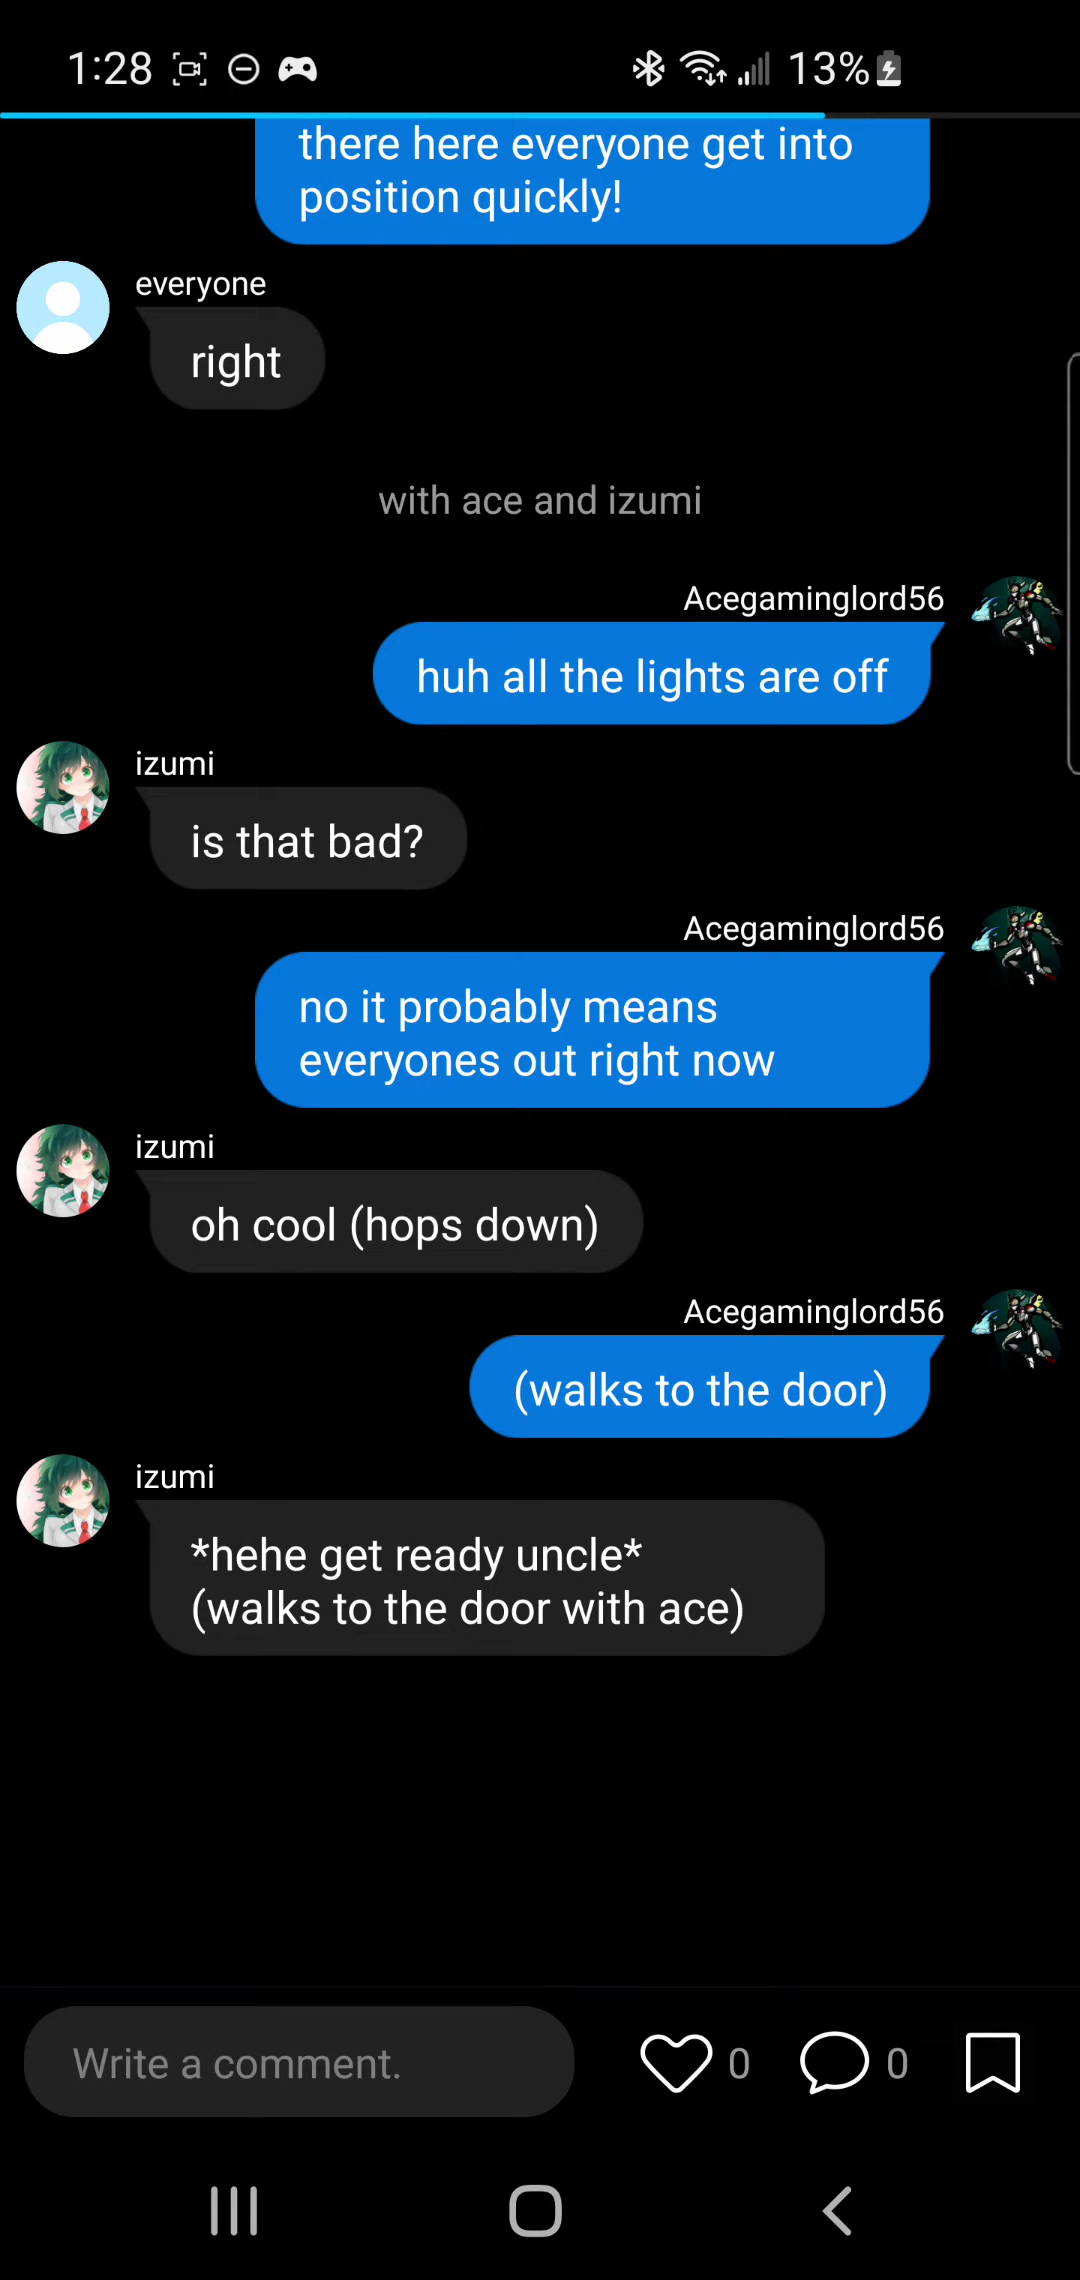 1:28
13%
there here everyone get into
position quickly!
everyone
right
with ace and izumi
Acegaminglord56
huh all the lights are off
izumi
is that bad?
Acegaminglord56
no it probably means
everyones out right now
izumi
oh cool (hops down)
Acegaminglord56
(walks to the door)
izumi
*hehe get ready uncle*
(walks to the door with ace)
Write a comment.
0
0